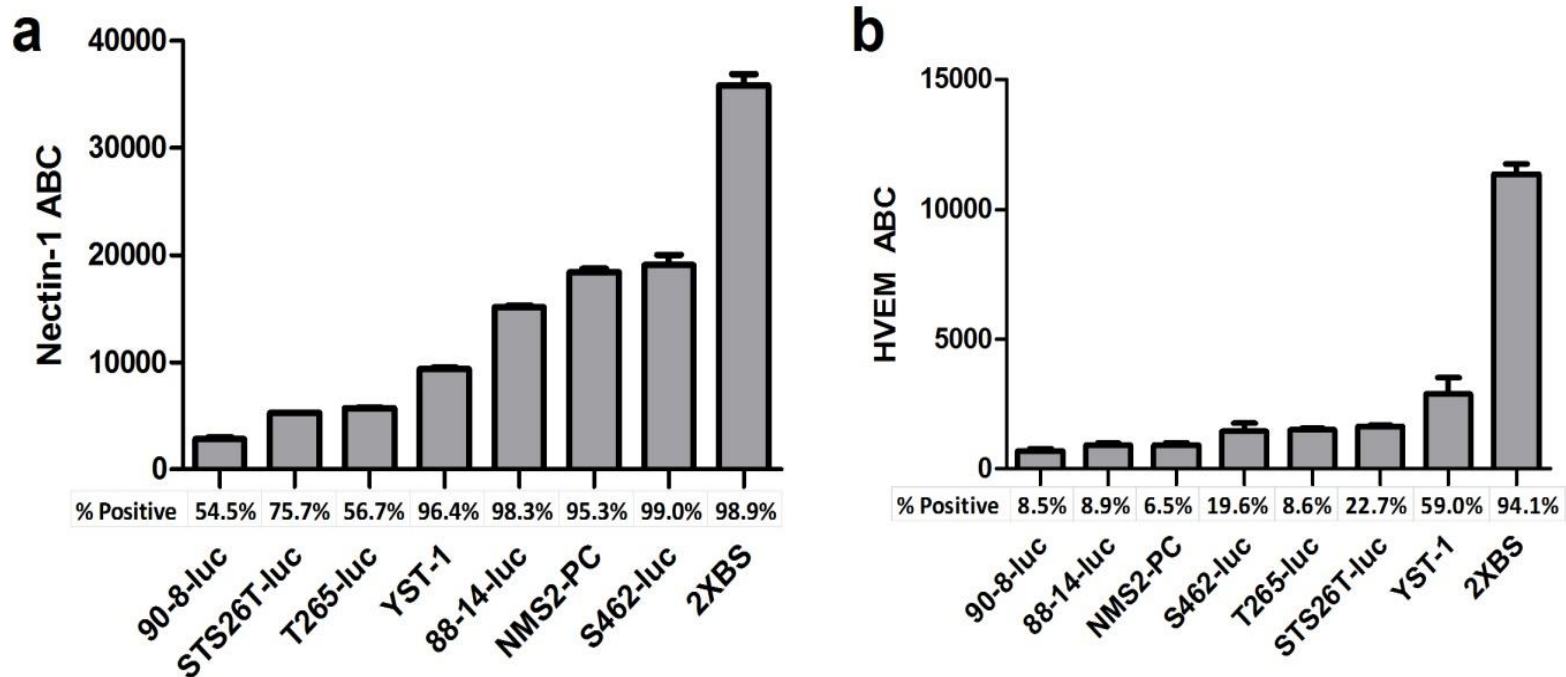 a
40000
30000
20000
10000
0
Nectin-1 ABC
% Positive 54.5% 75.7% 56.7% 96.4% 98.3% 95.3% 99.0% 98.9%
90-8-luc
STS26T-luc
T265-luc
YST-1
88-14-luc
NMS2-PC
S462-luc
2XBS
b
15000
10000
5000
0
HVEM ABC
% Positive 8.5% 8.9% 6.5% 19.6% 8.6% 22.7% 59.0% 94.1%
90-8-luc
88-14-luc
NMS2-PC
S462-luc
T265-luc
STS26T-luc
YST-1
2XBS